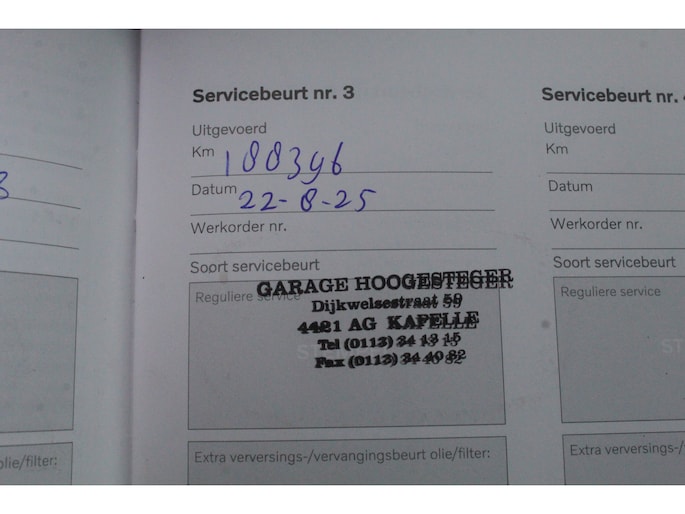 Servicebeurt nr. 3
Uitgevoerd
Km 188396
Datum 22-8-25
Werkorder nr.
Soort servicebeurt
Reguliere service
GARAGE HOOGESTEGER
Dijkwelsestraat 59
4421 AG KAPELLE
Tel (0113) 34 13 15
Fax (0113) 34 40 82
Extra verversings-/vervangingsbeurt olie/filter:
Servicebeurt nr.
Uitgevoerd
Km
Datum
Werkorder nr.
Soort servicebeurt
Reguliere service
ST
Extra verversings-/v
olie/filter: